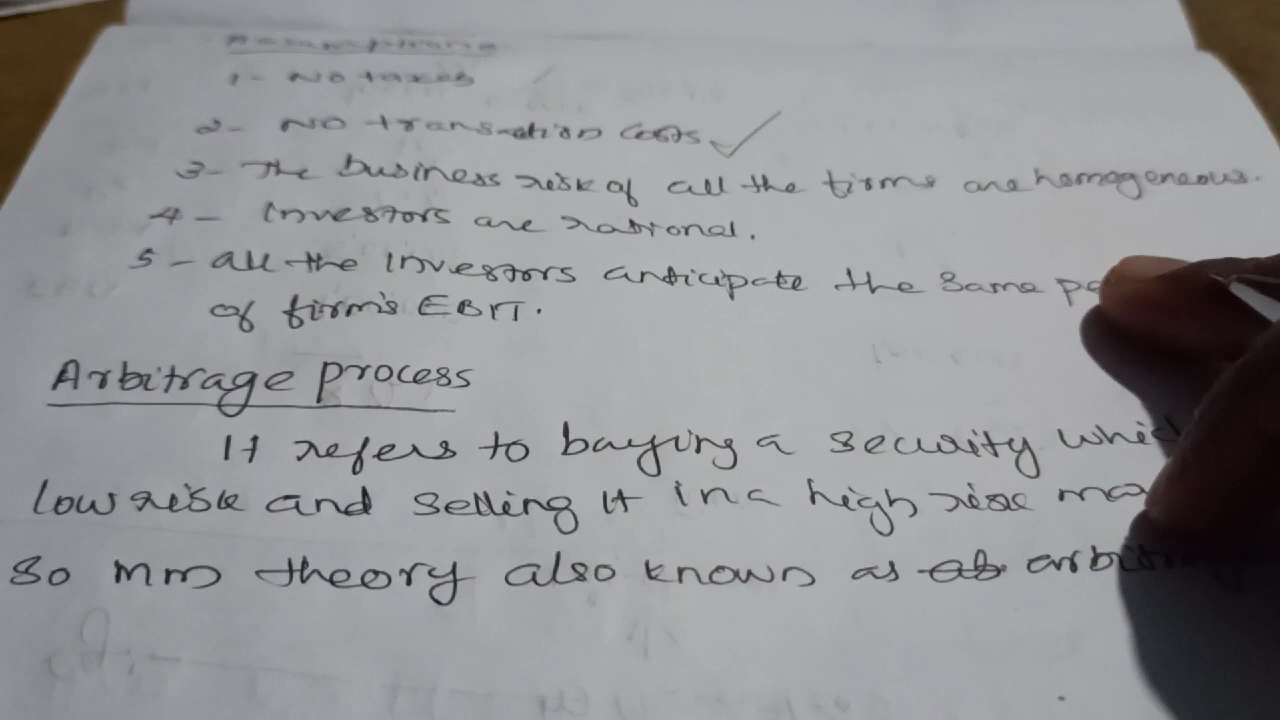 Assumptions
1- No taxes
2- No transaction costs
3- The business risk of all the firms are homogeneous.
4- Investors are rational.
5- all the investors anticipate the same
of firm's EBIT.
Arbitrage process
It refers to buying a security
low risk and selling it in a high risk
So MM theory also known as